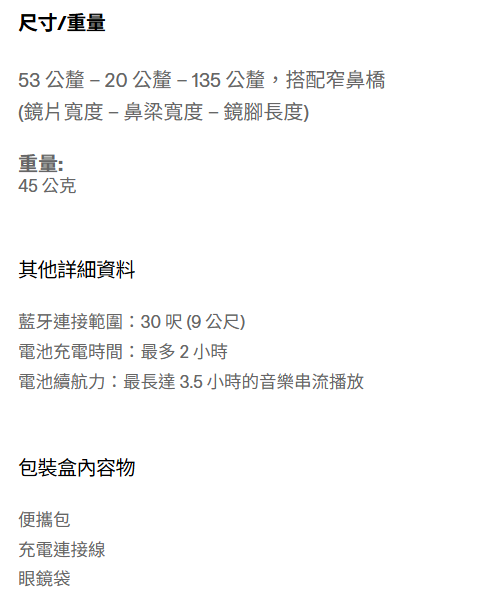 尺寸/重量
53 公釐 – 20 公釐 – 135 公釐，搭配窄鼻橋
(鏡片寬度 – 鼻梁寬度 – 鏡腳長度)
重量:
45 公克
其他詳細資料
藍牙連接範圍：30 呎 (9 公尺)
電池充電時間：最多 2 小時
電池續航力：最長達 3.5 小時的音樂串流播放
包裝盒內容物
便攜包
充電連接線
眼鏡袋